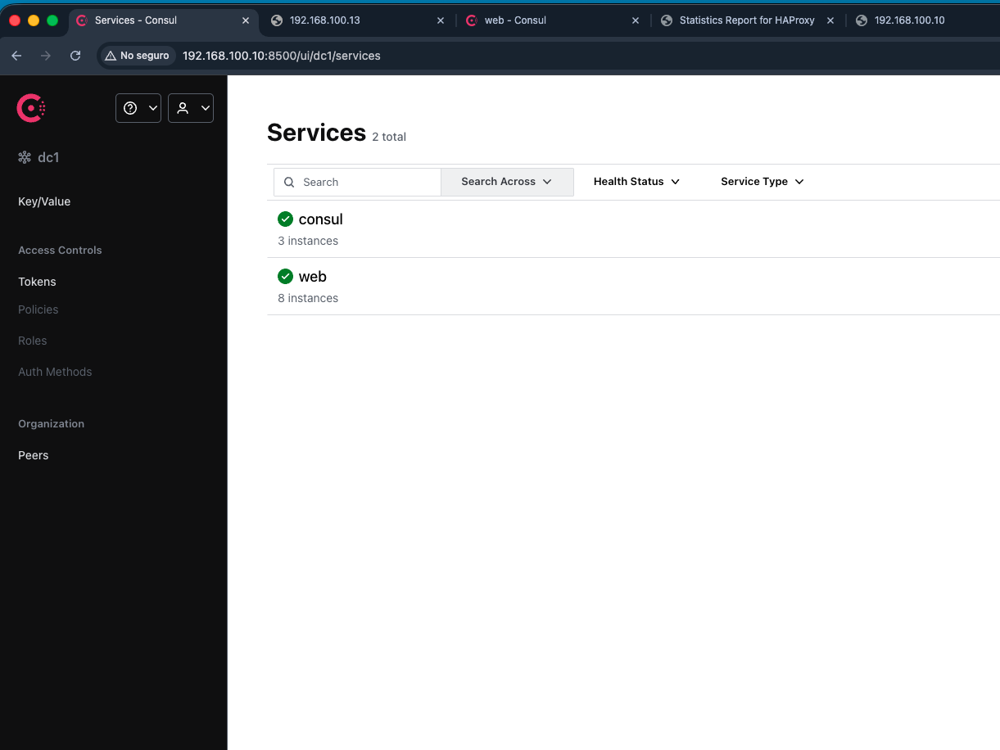 Services - Consul
192.168.100.13
web - Consul
Statistics Report for HAProxy
192.168.100.10
No seguro
192.168.100.10:8500/ui/dc1/services
dc1
Key/Value
Access Controls
Tokens
Policies
Roles
Auth Methods
Organization
Peers
Services 2 total
Search
Search Across
Health Status
Service Type
consul
3 instances
web
8 instances